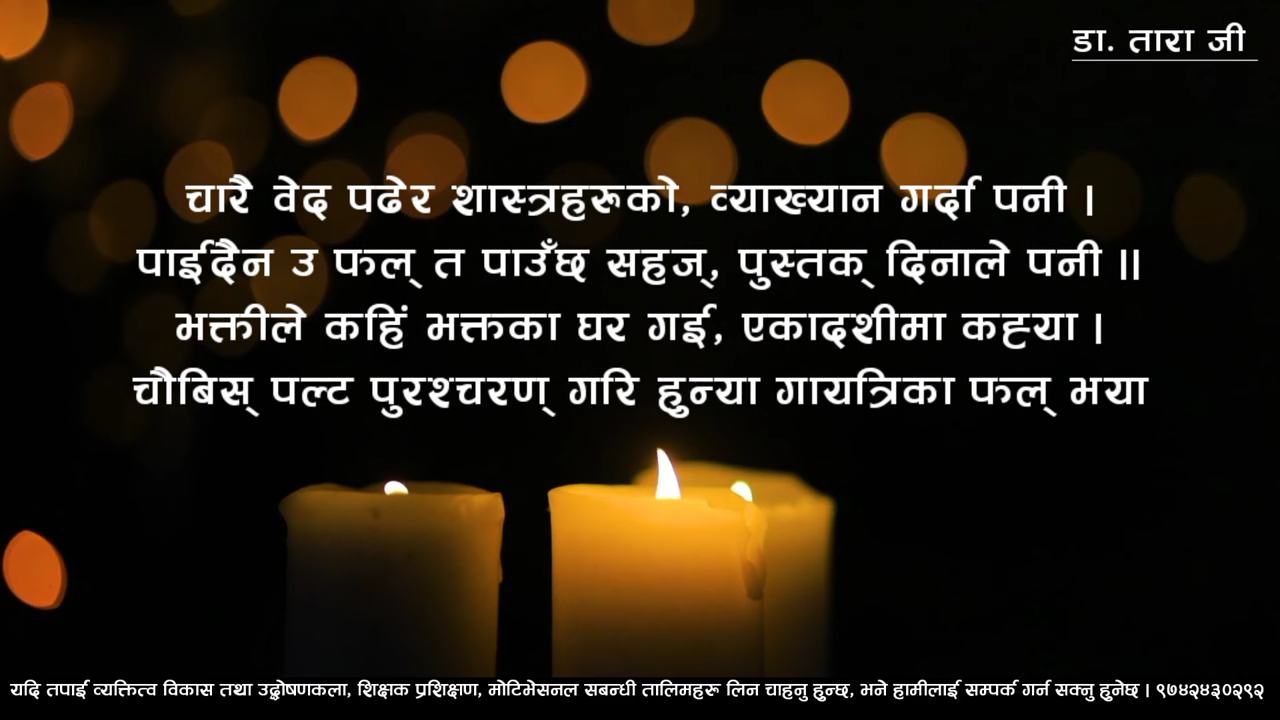 डा. तारा जी
चारै वेद पढेर शास्त्रहरूको, व्याख्यान गर्दा पनी ।
पाईदैन उ फल् त पाउँछ सहज्, पुस्तक् दिनाले पनी ॥
भक्तीले कहिं भक्तका घर गई, एकादशीमा कह्या ।
चौबिस् पल्ट पुरश्चरण् गरि हुन्या गायत्रिका फल् भया
यदि तपाई व्यक्तित्व विकास तथा उद्घोषणकला, शिक्षक प्रशिक्षण, मोटिभेसनल सबन्धी तालिमहरू लिन चाहनु हुन्छ, भने हामीलाई सम्पर्क गर्न सक्नु हुनेछ । ९७४२४३०२९२